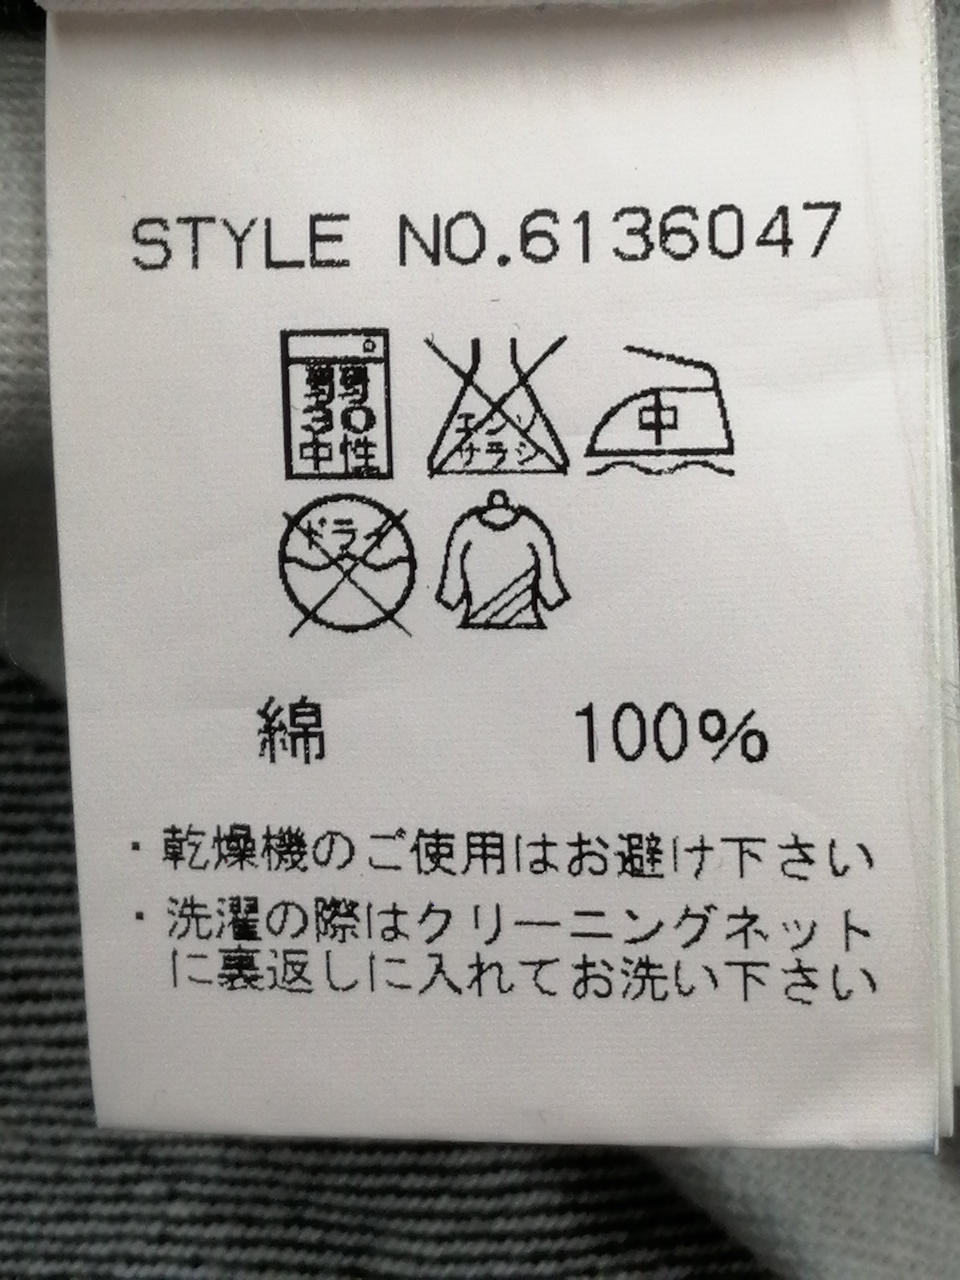 STYLE NO.6136047
弱
30
中性
エンソ
サラシ
中
ドライ
綿 100%
・乾燥機のご使用はお避け下さい
・洗濯の際はクリーニングネット
に裏返しに入れてお洗い下さい